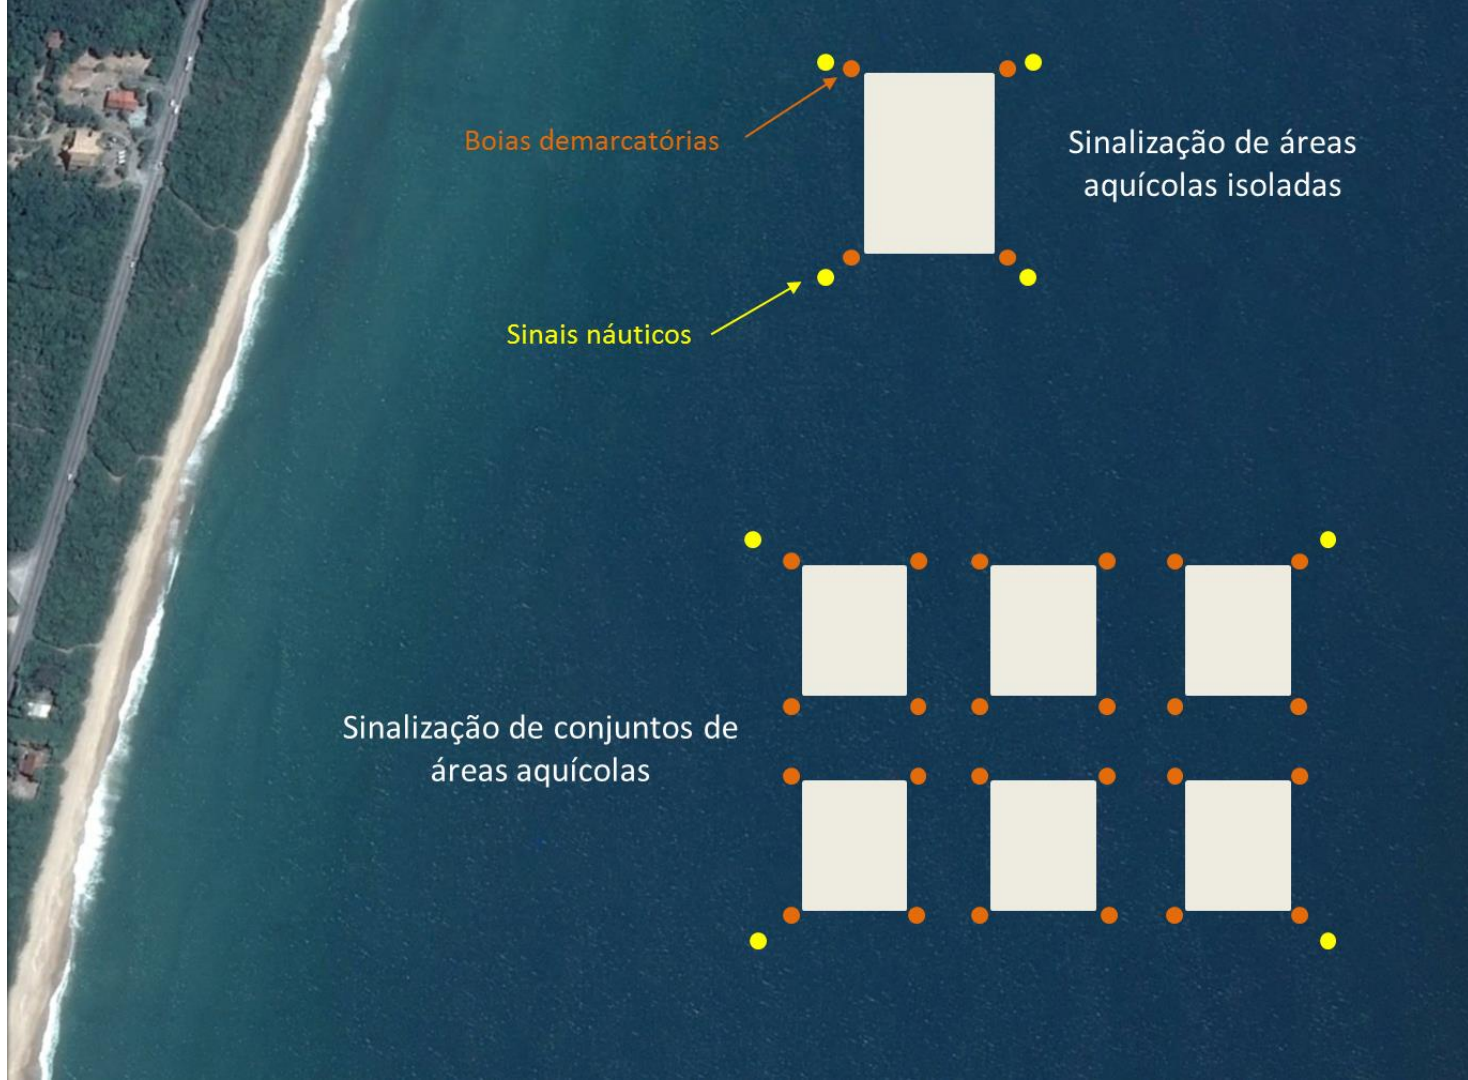 Boias demarcatórias
Sinalização de áreas
aquícolas isoladas
Sinais náuticos
Sinalização de conjuntos de
áreas aquícolas